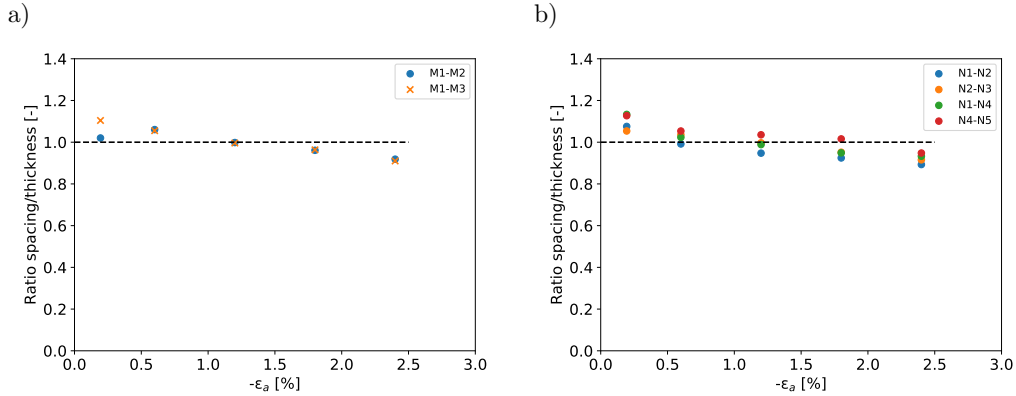 a)
b)
Ratio spacing/thickness [-]
1.4
1.2
1.0
0.8
0.6
0.4
0.2
0.0
M1-M2
M1-M3
0.0 0.5 1.0 1.5 2.0 2.5 3.0
-εa [%]
Ratio spacing/thickness [-]
1.4
1.2
1.0
0.8
0.6
0.4
0.2
0.0
N1-N2
N2-N3
N1-N4
N4-N5
0.0 0.5 1.0 1.5 2.0 2.5 3.0
-εa [%]